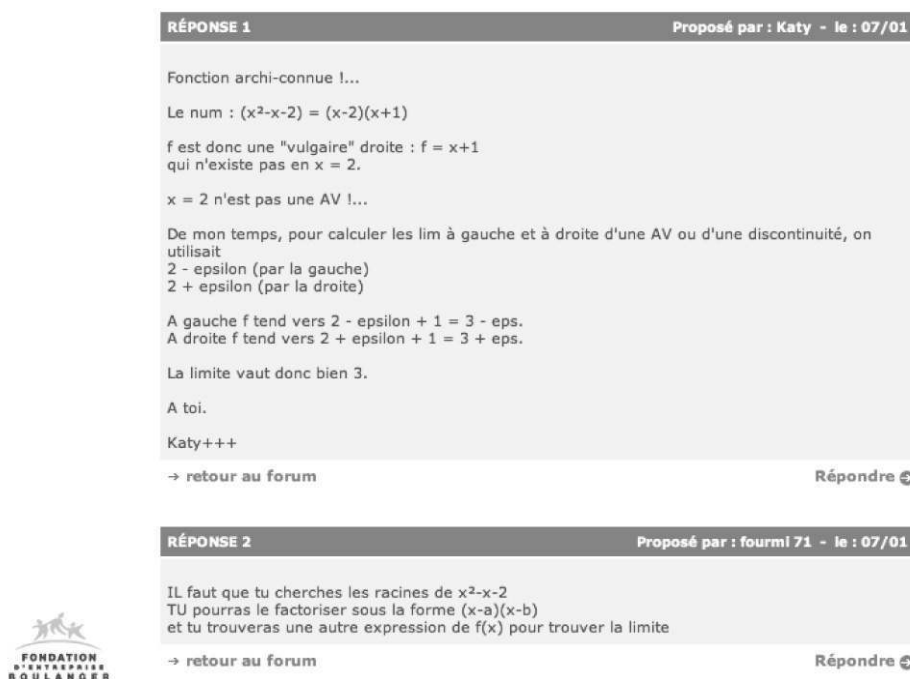 RÉPONSE 1 Proposé par : Katy - le : 07/01
Fonction archi-connue !...
Le num : (x²-x-2) = (x-2)(x+1)
f est donc une "vulgaire" droite : f = x+1
qui n'existe pas en x = 2.
x = 2 n'est pas une AV !...
De mon temps, pour calculer les lim à gauche et à droite d'une AV ou d'une discontinuité, on
utilisait
2 - epsilon (par la gauche)
2 + epsilon (par la droite)
A gauche f tend vers 2 - epsilon + 1 = 3 - eps.
A droite f tend vers 2 + epsilon + 1 = 3 + eps.
La limite vaut donc bien 3.
A toi.
Katy+++
→ retour au forum Répondre
RÉPONSE 2 Proposé par : fourmi 71 - le : 07/01
IL faut que tu cherches les racines de x²-x-2
TU pourras le factoriser sous la forme (x-a)(x-b)
et tu trouveras une autre expression de f(x) pour trouver la limite
→ retour au forum Répondre
FONDATION
D'ENTREPRISE
BOULANGER